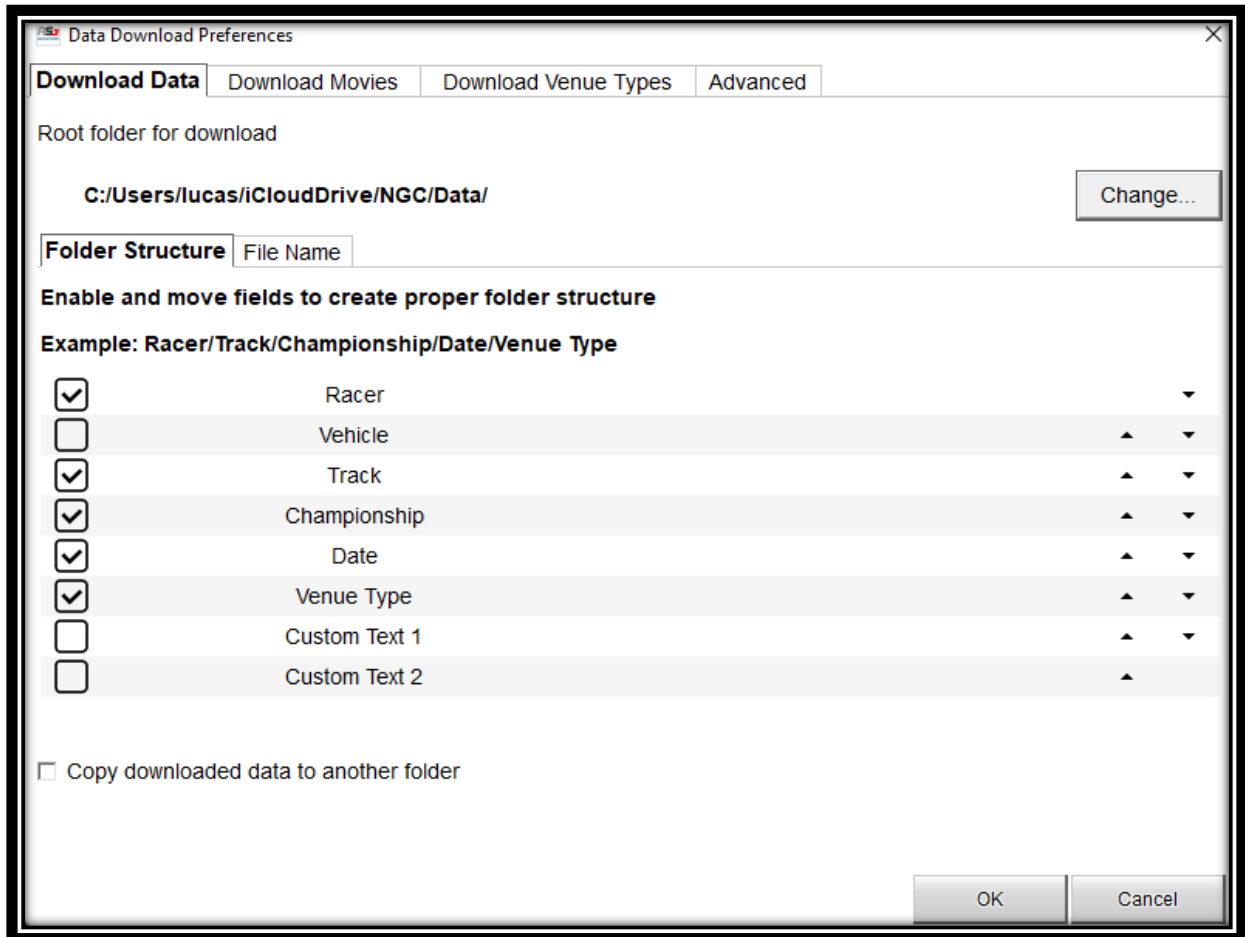 Data Download Preferences
Download Data Download Movies Download Venue Types Advanced
Root folder for download
C:/Users/lucas/iCloudDrive/NGC/Data/ Change...
Folder Structure File Name
Enable and move fields to create proper folder structure
Example: Racer/Track/Championship/Date/Venue Type
Racer
Vehicle
Track
Championship
Date
Venue Type
Custom Text 1
Custom Text 2
Copy downloaded data to another folder
OK Cancel